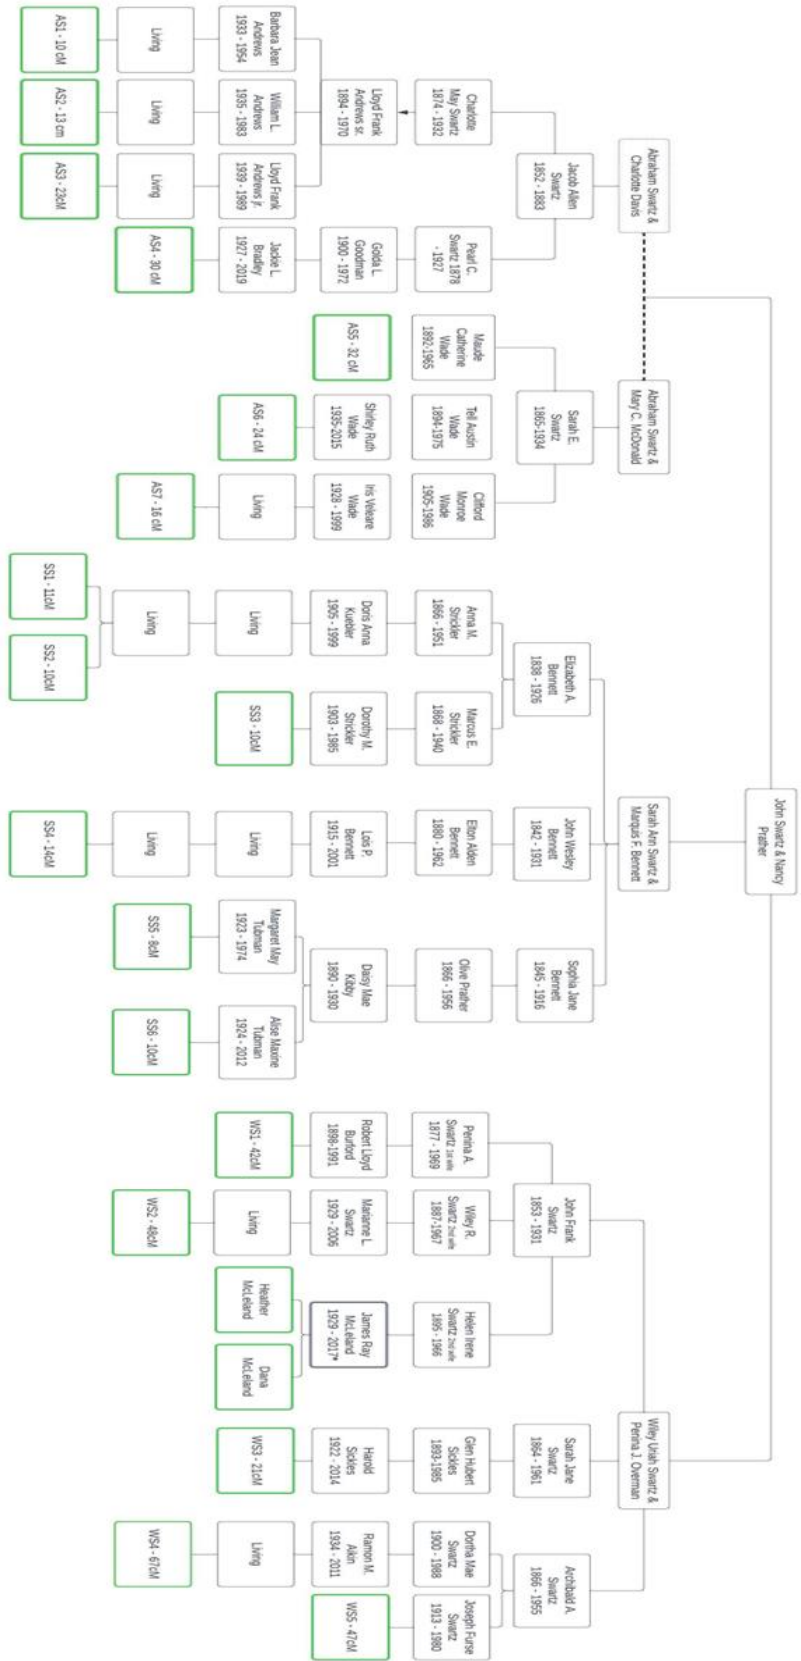 John Swartz & Nancy
Prather
Abraham Swartz &
Charlotte Davis
Abraham Swartz &
Mary C. McDonald
Sarah Ann Swartz &
Marquis F. Bennett
Wiley Uriah Swartz &
Penina J. Overman
Jacob Allen
Swartz
1852 - 1883
Sarah E.
Swartz
1865-1934
Elizabeth A.
Bennett
1838 - 1926
John Wesley
Bennett
1842 - 1931
Sophia Jane
Bennett
1845 - 1916
John Frank
Swartz
1853 - 1931
Sarah Jane
Swartz
1864 - 1961
Archibald A.
Swartz
1866 - 1955
Charlotte
May Swartz
1874 - 1932
Pearl C.
Swartz 1878
- 1927
Maude
Catherine
Wade
1892-1965
Tell Austin
Wade
1894-1975
Clifford
Monroe
Wade
1905-1986
Anna M.
Strickler
1866 - 1951
Marcus E.
Strickler
1868 - 1940
Elton Alden
Bennett
1880 - 1962
Olive Prather
1866 - 1956
Penina A.
Swartz 1st wife
1877 - 1969
Wiley R.
Swartz 2nd wife
1887-1967
Helen Irene
Swartz 2nd wife
1895 - 1966
Glen Hubert
Sickles
1893-1985
Dortha Mae
Swartz
1900 - 1988
Joseph Furse
Swartz
1913 - 1980
Lloyd Frank
Andrews sr.
1894 - 1970
Golda L.
Goodman
1900 - 1972
AS5 - 32 cM
Shirley Ruth
Wade
1935-2015
Iris Veleare
Wade
1928 - 1999
Doris Anna
Kuebler
1905 - 1999
Dorothy M.
Strickler
1903 - 1985
Lois P.
Bennett
1915 - 2001
Daisy Mae
Kibby
1890 - 1930
Robert Lloyd
Burford
1898-1991
Marianne L.
Swartz
1929 - 2006
James Ray
McLeland
1929 - 2017*
Harold
Sickles
1922 - 2014
Ramon M.
Aikin
1934 - 2011
WS5 - 47cM
Barbara Jean
Andrews
1933 - 1954
William L.
Andrews
1935 - 1983
Lloyd Frank
Andrews jr.
1939 - 1989
Jackie L.
Bradley
1927 - 2019
AS6 - 24 cM
Living
Living
SS3 - 10cM
Living
Margaret May
Tubman
1923 - 1974
Alise Maxine
Tubman
1924 - 2012
WS1 - 42cM
Living
Heather
McLeland
Dana
McLeland
WS3 - 21cM
Living
Living
Living
Living
AS4 - 30 cM
AS7 - 16 cM
Living
Living
SS5 - 8cM
SS6 - 10cM
WS2 - 48cM
WS4 - 67cM
AS1 - 10 cM
AS2 - 13 cm
AS3 - 23cM
SS1 - 11cM
SS2 - 10cM
SS4 - 14cM